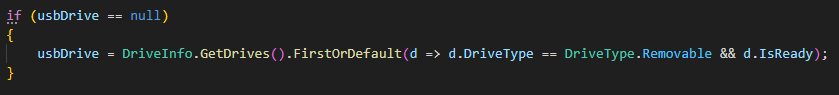 if (usbDrive == null)
{
    usbDrive = DriveInfo.GetDrives().FirstOrDefault(d => d.DriveType == DriveType.Removable && d.IsReady);
}